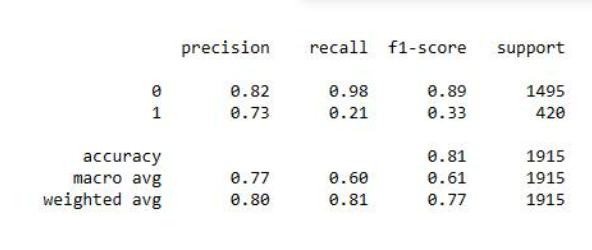 precision recall f1-score support
0 0.82 0.98 0.89 1495
1 0.73 0.21 0.33 420
accuracy 0.81 1915
macro avg 0.77 0.60 0.61 1915
weighted avg 0.80 0.81 0.77 1915